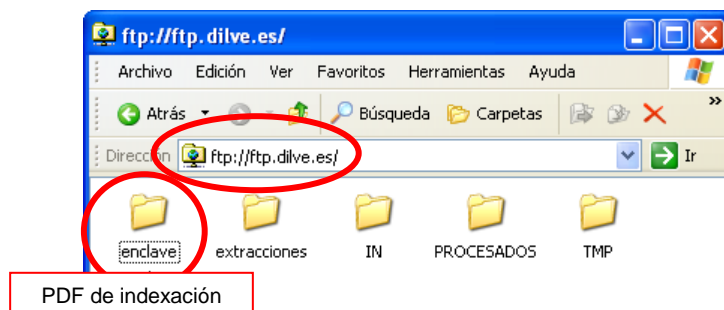 ftp://ftp.dilve.es/
Archivo Edición Ver Favoritos Herramientas Ayuda
Atrás Búsqueda Carpetas »
Dirección ftp://ftp.dilve.es/ Ir
enclave extracciones IN PROCESADOS TMP
PDF de indexación